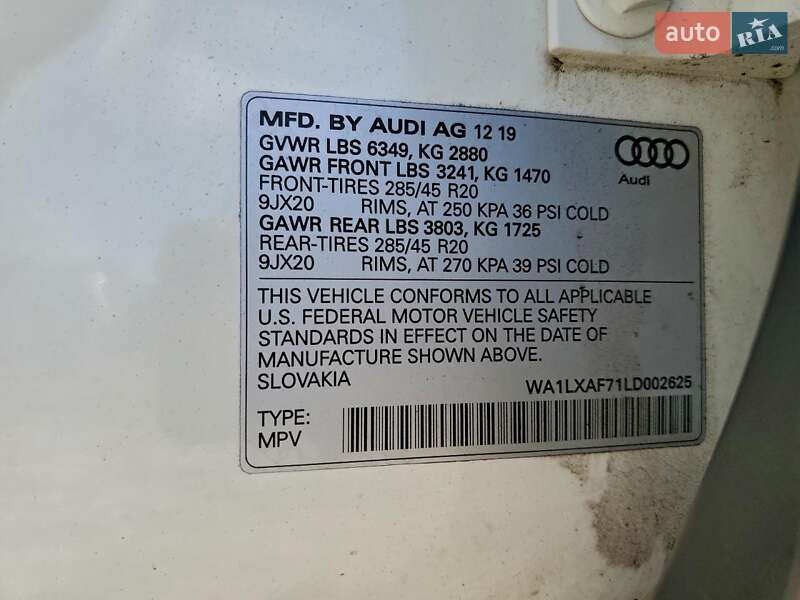 auto RIA.com
MFD. BY AUDI AG 12 19
GVWR LBS 6349, KG 2880
GAWR FRONT LBS 3241, KG 1470
FRONT-TIRES 285/45 R20
9JX20 RIMS, AT 250 KPA 36 PSI COLD
GAWR REAR LBS 3803, KG 1725
REAR-TIRES 285/45 R20
9JX20 RIMS, AT 270 KPA 39 PSI COLD
Audi
THIS VEHICLE CONFORMS TO ALL APPLICABLE
U.S. FEDERAL MOTOR VEHICLE SAFETY
STANDARDS IN EFFECT ON THE DATE OF
MANUFACTURE SHOWN ABOVE.
SLOVAKIA WA1LXAF71LD002625
TYPE:
MPV